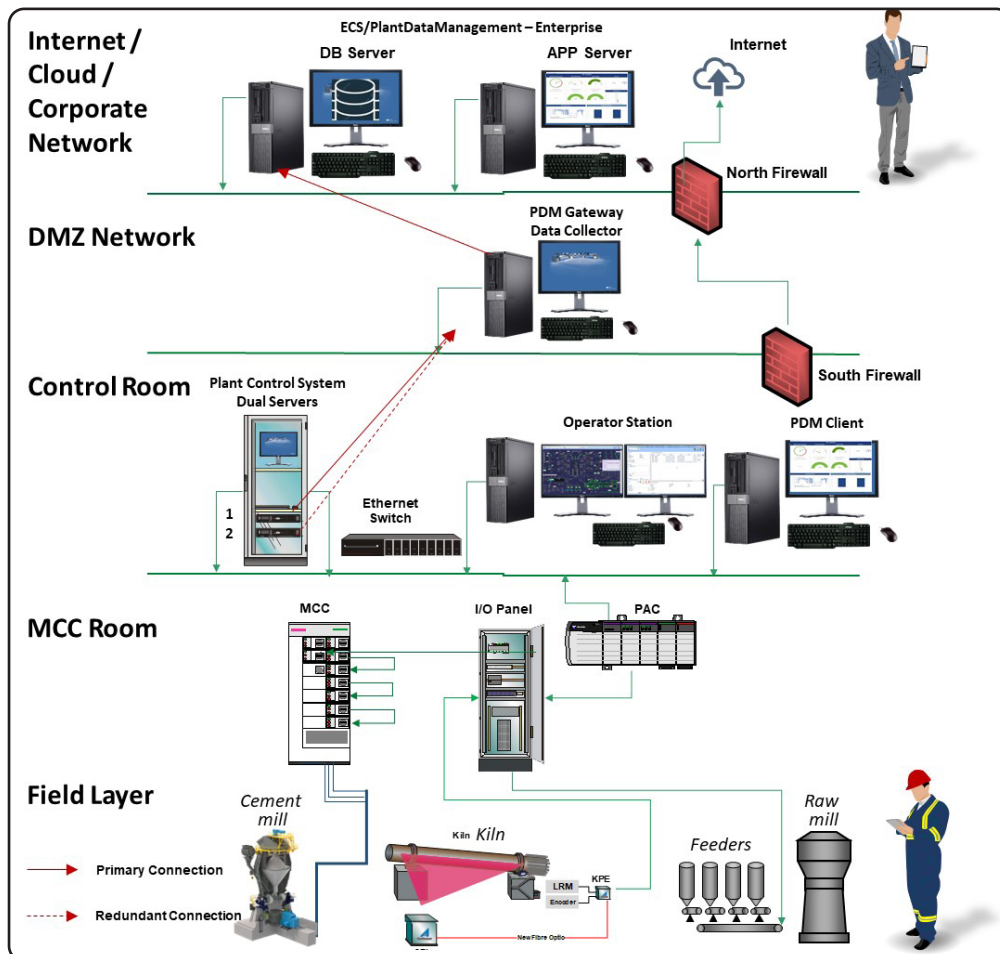 Internet /
Cloud /
Corporate
Network
ECS/PlantDataManagement – Enterprise
DB Server
APP Server
Internet
North Firewall
DMZ Network
PDM Gateway
Data Collector
South Firewall
Control Room
Plant Control System
Dual Servers
1
2
Ethernet
Switch
Operator Station
PDM Client
MCC Room
MCC
I/O Panel
PAC
Field Layer
Cement
mill
Kiln Kiln
LRM
Encoder
KPE
New Fibre Optio
Feeders
Raw
mill
Primary Connection
Redundant Connection